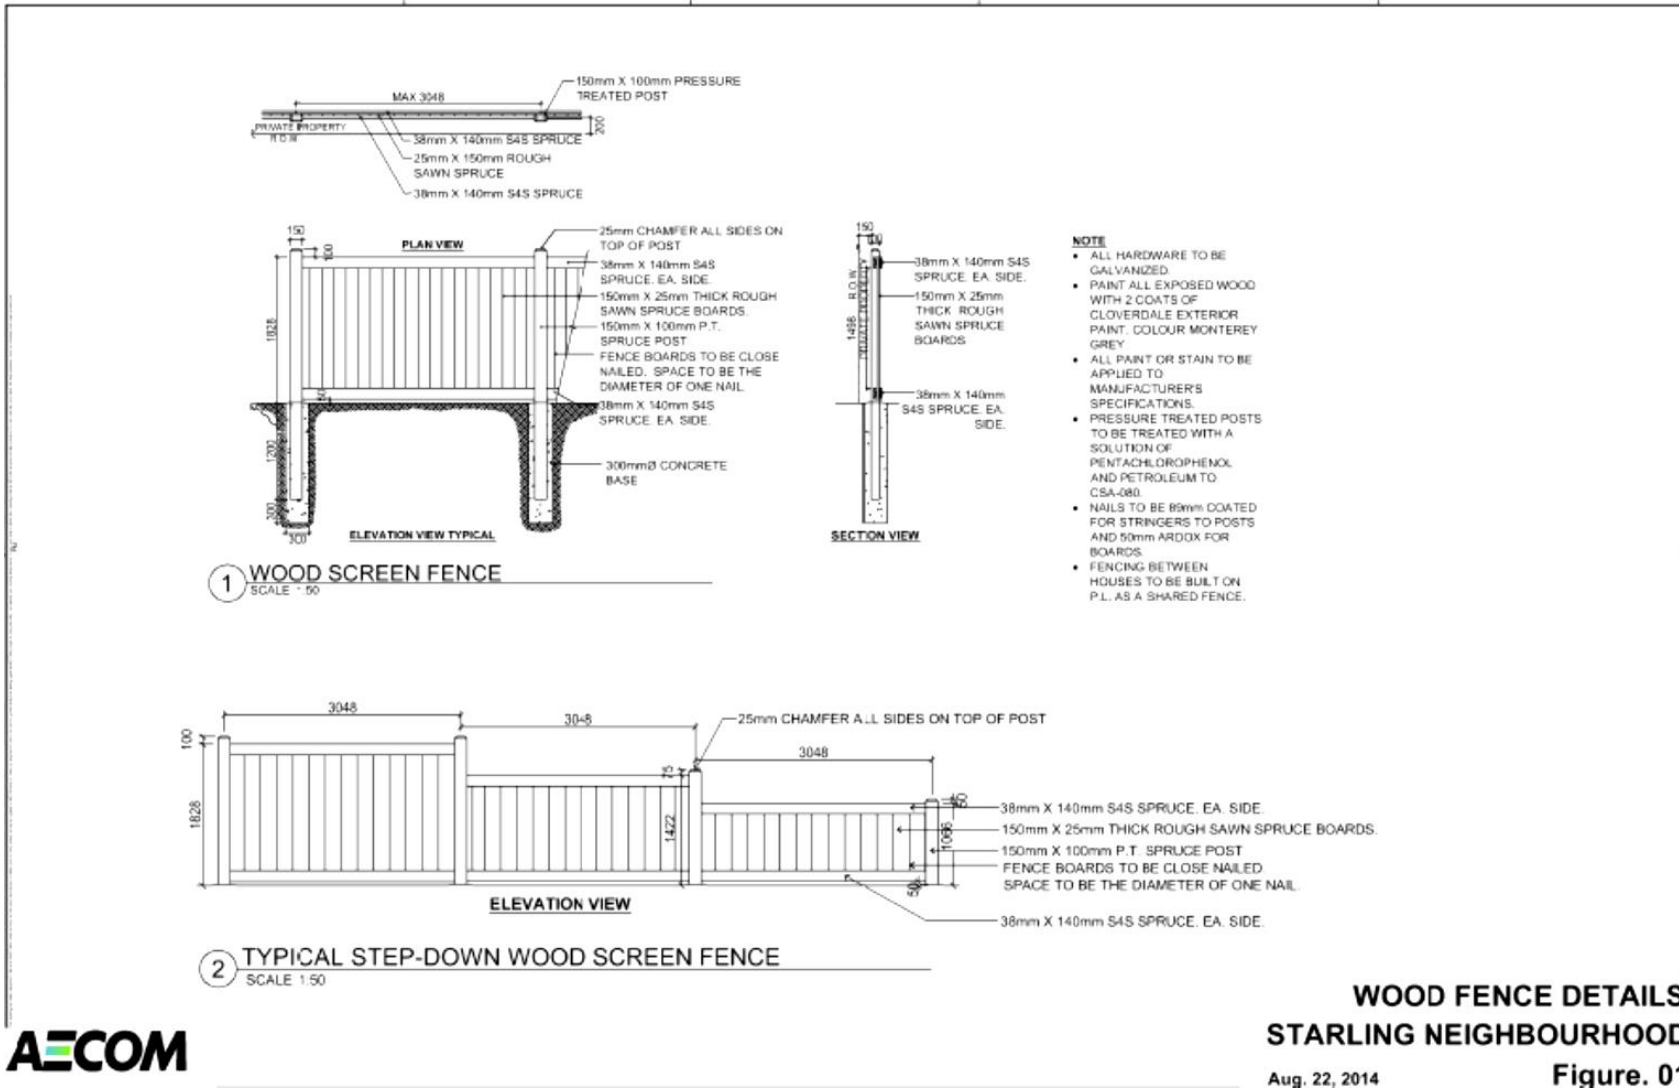 150mm X 100mm PRESSURE
TREATED POST
MAX 3048
200
PRIVATE PROPERTY
R.O.W
38mm X 140mm S4S SPRUCE
25mm X 150mm ROUGH
SAWN SPRUCE
38mm X 140mm S4S SPRUCE
PLAN VIEW
150
100
1828
50
1200
300
300
25mm CHAMFER ALL SIDES ON
TOP OF POST
38mm X 140mm S4S
SPRUCE. EA. SIDE.
150mm X 25mm THICK ROUGH
SAWN SPRUCE BOARDS.
150mm X 100mm P.T.
SPRUCE POST
FENCE BOARDS TO BE CLOSE
NAILED. SPACE TO BE THE
DIAMETER OF ONE NAIL.
38mm X 140mm S4S
SPRUCE. EA. SIDE.
300mmØ CONCRETE
BASE
ELEVATION VIEW TYPICAL
150
100
1498
R.O.W.
PRIVATE PROPERTY
38mm X 140mm S4S
SPRUCE. EA. SIDE.
150mm X 25mm
THICK ROUGH
SAWN SPRUCE
BOARDS
38mm X 140mm
S4S SPRUCE. EA.
SIDE.
SECTION VIEW
NOTE
• ALL HARDWARE TO BE
GALVANIZED.
• PAINT ALL EXPOSED WOOD
WITH 2 COATS OF
CLOVERDALE EXTERIOR
PAINT. COLOUR MONTEREY
GREY
• ALL PAINT OR STAIN TO BE
APPLIED TO
MANUFACTURER'S
SPECIFICATIONS.
• PRESSURE TREATED POSTS
TO BE TREATED WITH A
SOLUTION OF
PENTACHLOROPHENOL
AND PETROLEUM TO
CSA-080.
• NAILS TO BE 89mm COATED
FOR STRINGERS TO POSTS
AND 50mm ARDOX FOR
BOARDS.
• FENCING BETWEEN
HOUSES TO BE BUILT ON
P.L. AS A SHARED FENCE.
1 WOOD SCREEN FENCE
SCALE 1:50
3048
3048
3048
100
1828
75
1422
50
1066
50
25mm CHAMFER ALL SIDES ON TOP OF POST
38mm X 140mm S4S SPRUCE. EA. SIDE.
150mm X 25mm THICK ROUGH SAWN SPRUCE BOARDS.
150mm X 100mm P.T. SPRUCE POST
FENCE BOARDS TO BE CLOSE NAILED.
SPACE TO BE THE DIAMETER OF ONE NAIL.
38mm X 140mm S4S SPRUCE. EA. SIDE.
ELEVATION VIEW
2 TYPICAL STEP-DOWN WOOD SCREEN FENCE
SCALE 1:50
AECOM
WOOD FENCE DETAILS
STARLING NEIGHBOURHOOD
Aug. 22, 2014
Figure. 01